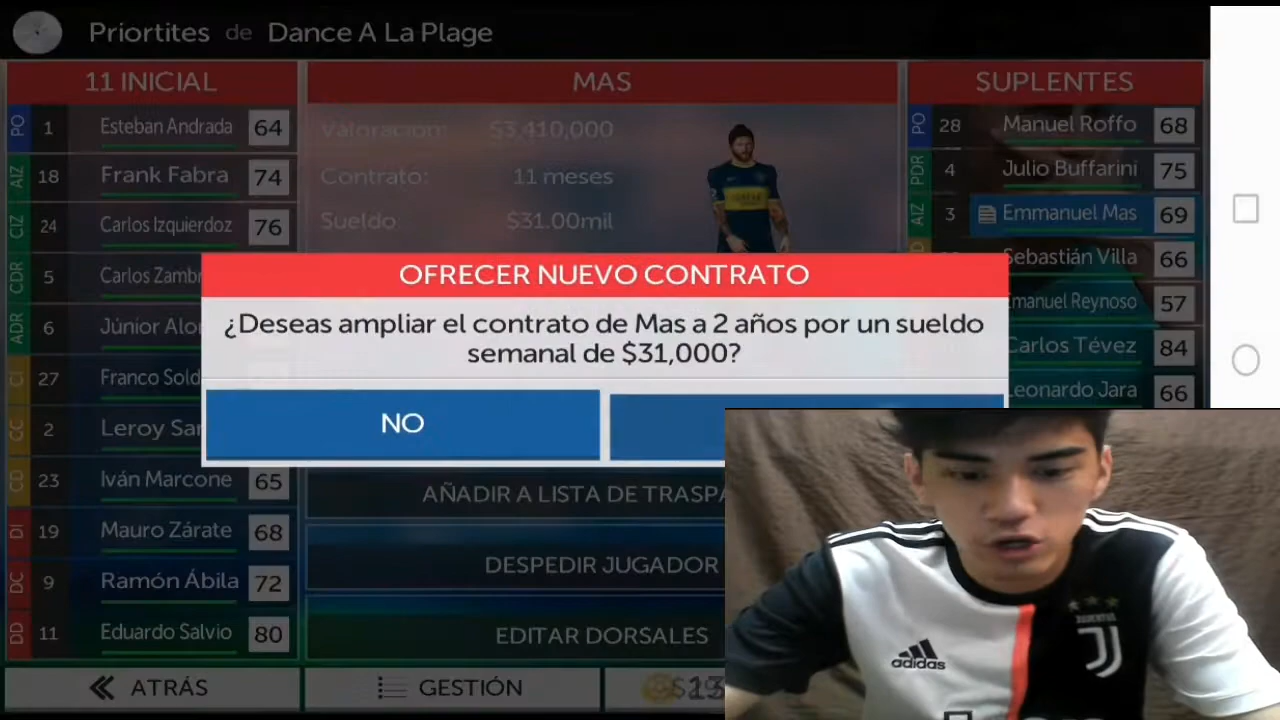 Priortites de Dance A La Plage
11 INICIAL
MAS
SUPLENTES
PO 1 Esteban Andrada 64
AIZ 18 Frank Fabra 74
CIZ 24 Carlos Izquierdoz 76
CDR 5 Carlos Zambr
ADR 6 Júnior Alon
CI 27 Franco Sold
CC 2 Leroy Sar
CD 23 Iván Marcone 65
DI 19 Mauro Zárate 68
DC 9 Ramón Ábila 72
DD 11 Eduardo Salvio 80
Valoración: $3,410,000
Contrato: 11 meses
Sueldo $31.00mil
PO 28 Manuel Roffo 68
PDR 4 Julio Buffarini 75
AIZ 3 Emmanuel Mas 69
Sebastián Villa 66
manuel Reynoso 57
Carlos Tévez 84
Leonardo Jara 66
OFRECER NUEVO CONTRATO
¿Deseas ampliar el contrato de Mas a 2 años por un sueldo
semanal de $31,000?
NO
AÑADIR A LISTA DE TRASPA
DESPEDIR JUGADOR
EDITAR DORSALES
ATRÁS
GESTIÓN
adidas
JUVENTUS